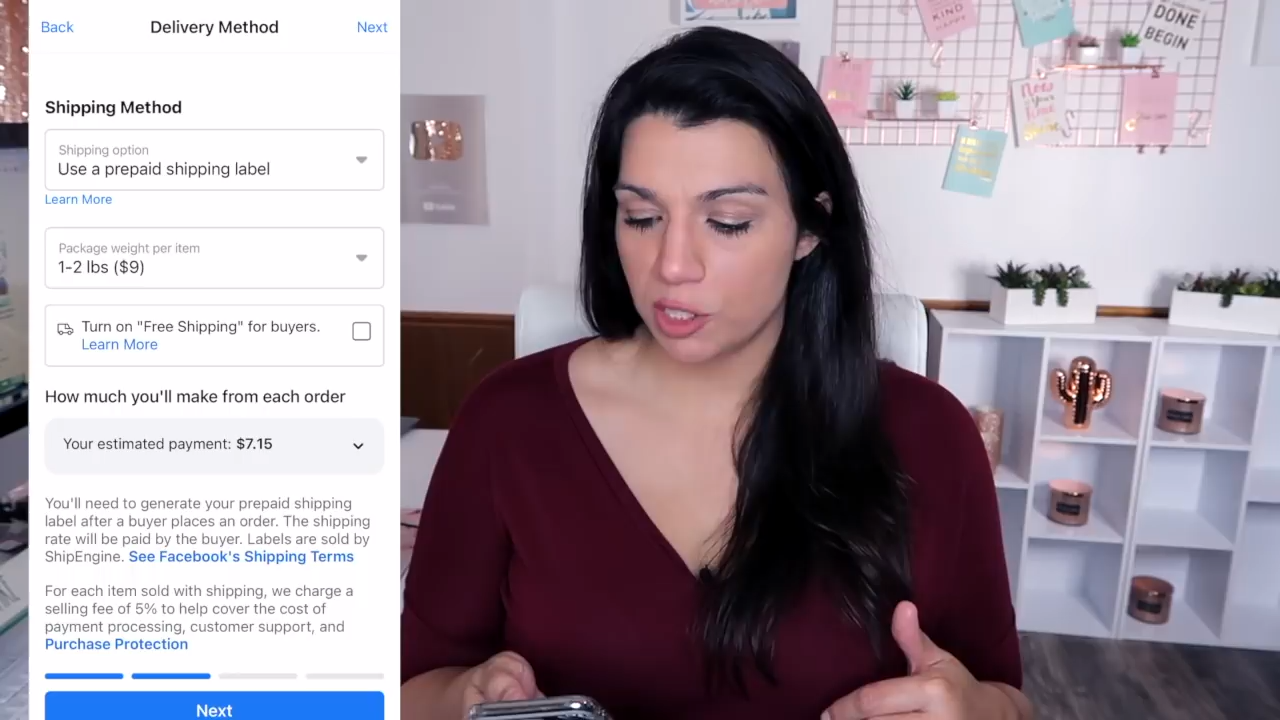 Back
Delivery Method
Next
Shipping Method
Shipping option
Use a prepaid shipping label
Learn More
Package weight per item
1-2 lbs ($9)
Turn on "Free Shipping" for buyers.
Learn More
How much you'll make from each order
Your estimated payment: $7.15
You'll need to generate your prepaid shipping
label after a buyer places an order. The shipping
rate will be paid by the buyer. Labels are sold by
ShipEngine. See Facebook's Shipping Terms
For each item sold with shipping, we charge a
selling fee of 5% to help cover the cost of
payment processing, customer support, and
Purchase Protection
Next
KIND
DONE
BEGIN